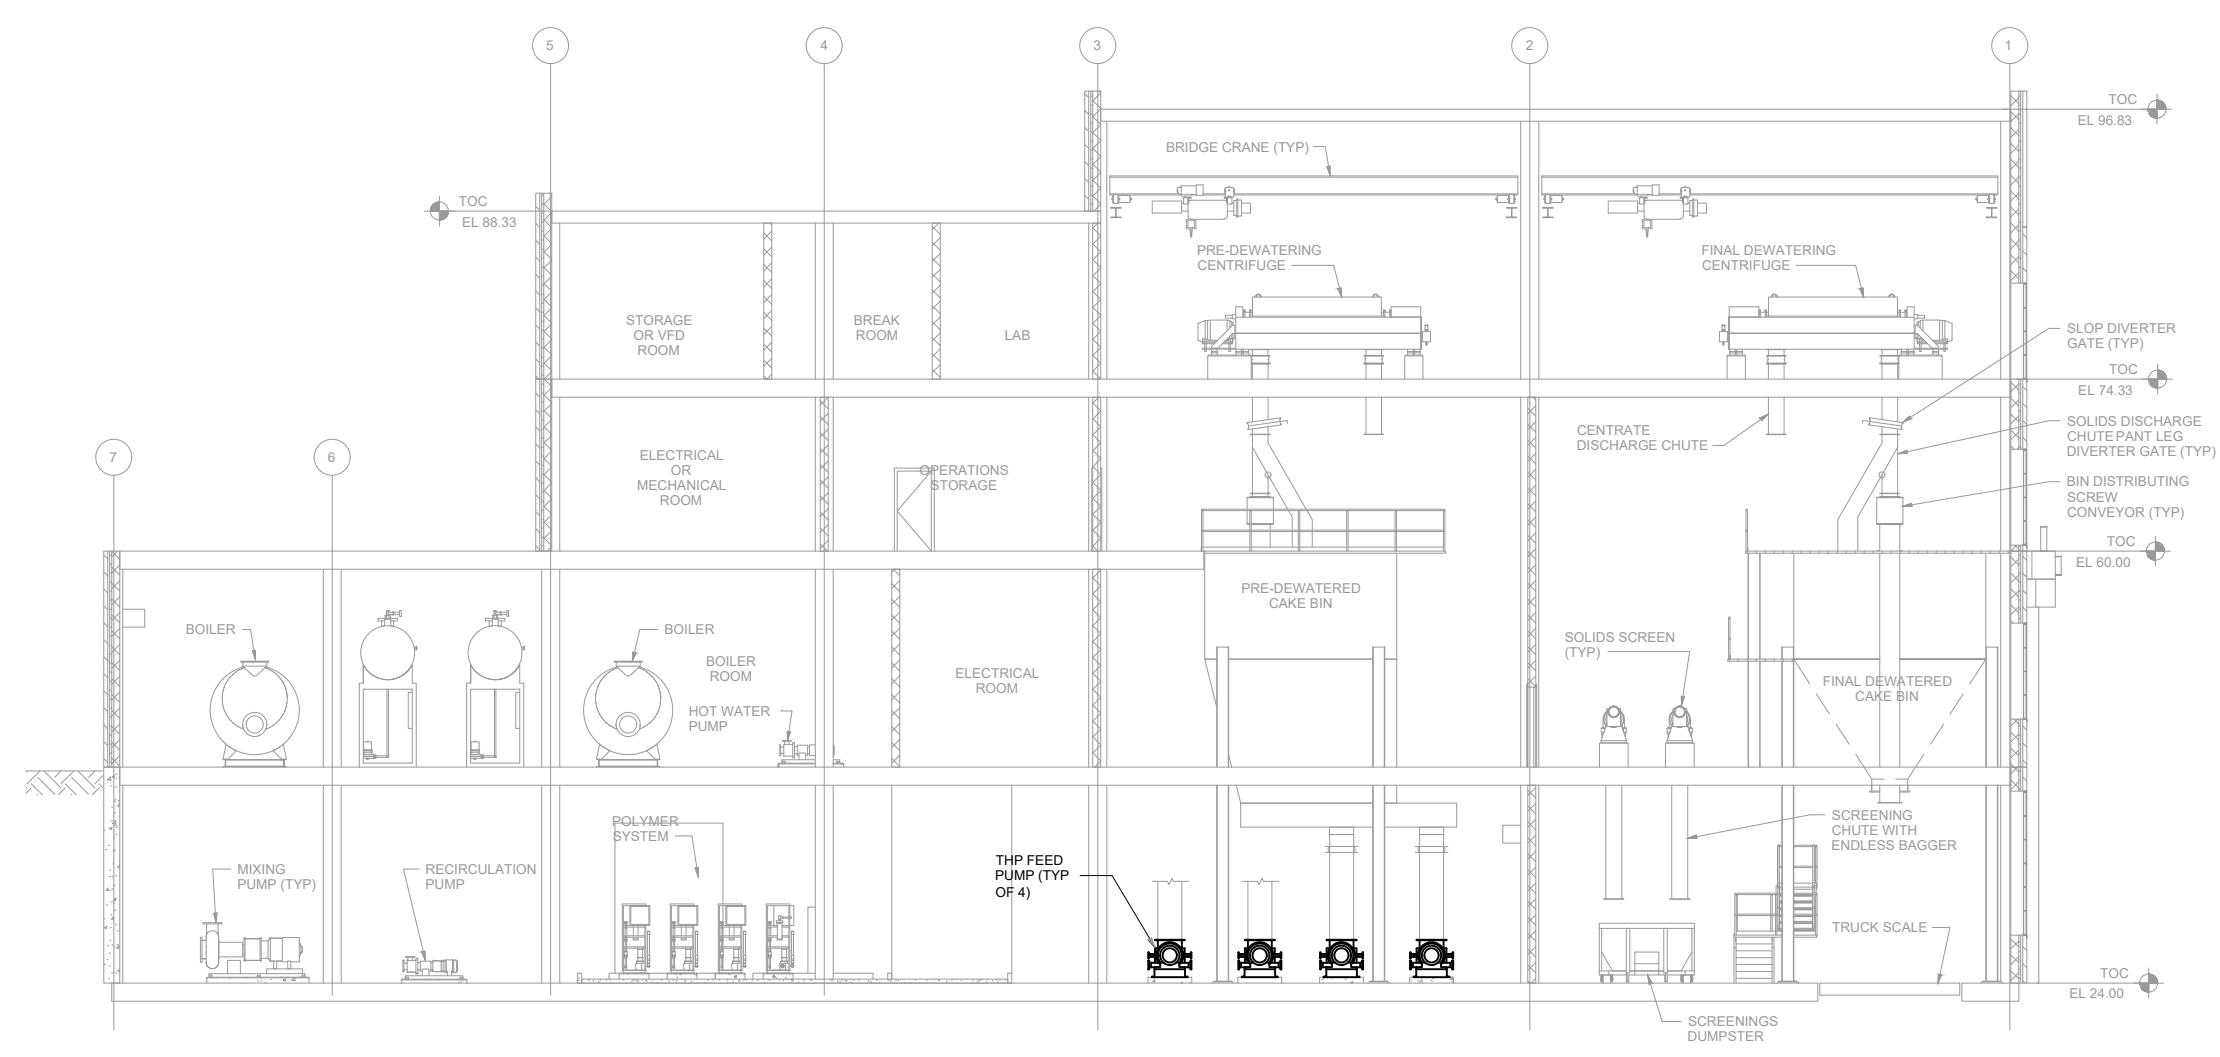 5
4
3
2
1
TOC
EL 96.83
BRIDGE CRANE (TYP)
TOC
EL 88.33
PRE-DEWATERING
CENTRIFUGE
FINAL DEWATERING
CENTRIFUGE
STORAGE
OR VFD
ROOM
BREAK
ROOM
LAB
SLOP DIVERTER
GATE (TYP)
TOC
EL 74.33
CENTRATE
DISCHARGE CHUTE
SOLIDS DISCHARGE
CHUTE PANT LEG
DIVERTER GATE (TYP)
7
6
ELECTRICAL
OR
MECHANICAL
ROOM
OPERATIONS
STORAGE
BIN DISTRIBUTING
SCREW
CONVEYOR (TYP)
TOC
EL 60.00
PRE-DEWATERED
CAKE BIN
BOILER
BOILER
BOILER
ROOM
ELECTRICAL
ROOM
SOLIDS SCREEN
(TYP)
FINAL DEWATERED
CAKE BIN
HOT WATER
PUMP
POLYMER
SYSTEM
SCREENING
CHUTE WITH
ENDLESS BAGGER
MIXING
PUMP (TYP)
RECIRCULATION
PUMP
THP FEED
PUMP (TYP
OF 4)
TRUCK SCALE
TOC
EL 24.00
SCREENINGS
DUMPSTER